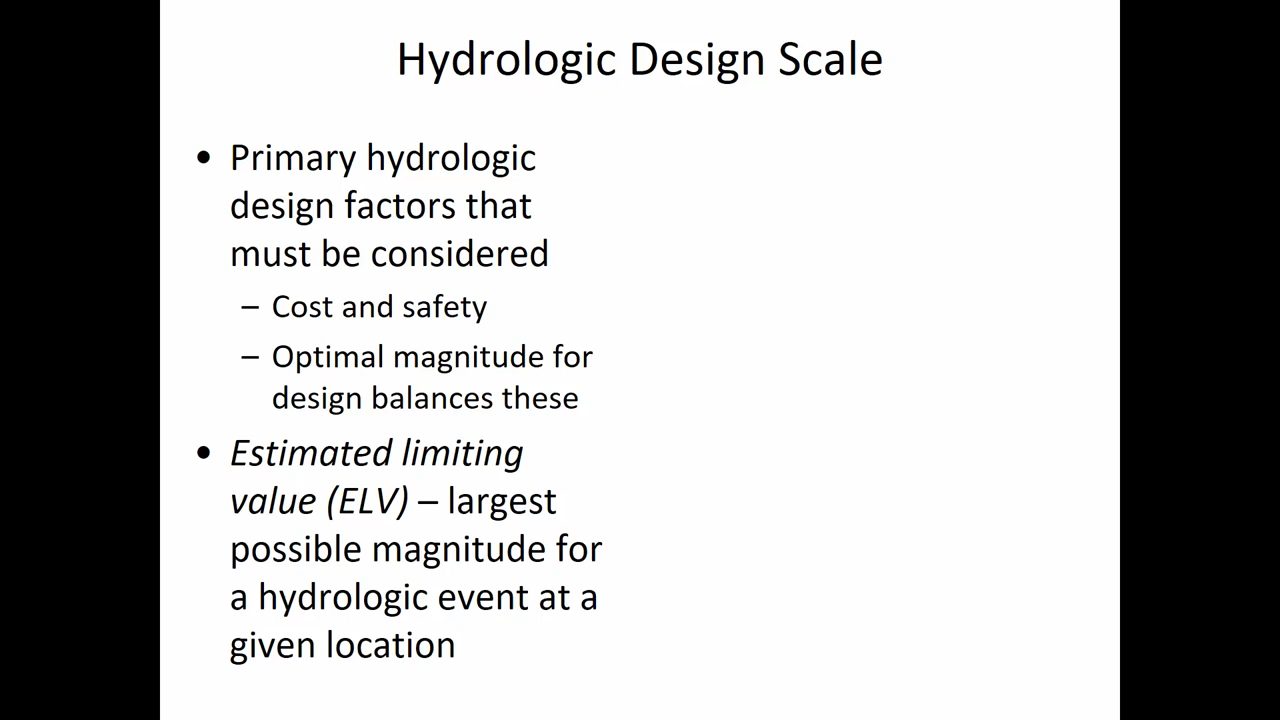 Hydrologic Design Scale
• Primary hydrologic
design factors that
must be considered
– Cost and safety
– Optimal magnitude for
design balances these
• Estimated limiting
value (ELV) – largest
possible magnitude for
a hydrologic event at a
given location